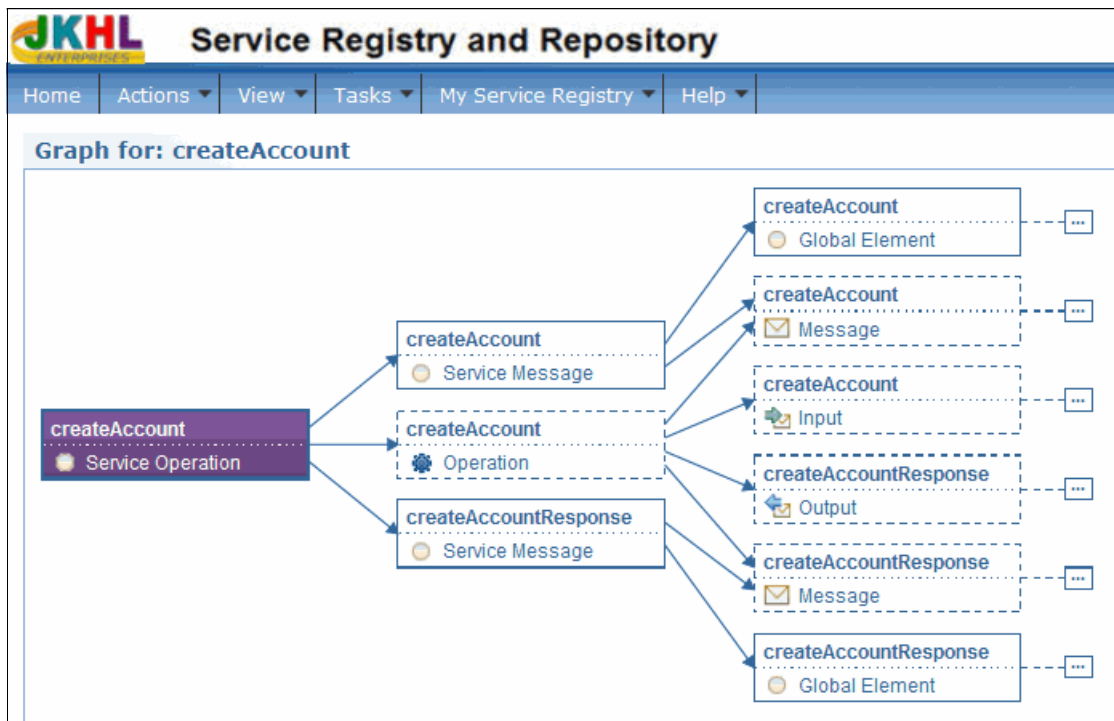 JKHL
ENTERPRISES
Service Registry and Repository
Home Actions View Tasks My Service Registry Help
Graph for: createAccount
createAccount
Service Operation
createAccount
Service Message
createAccount
Operation
createAccountResponse
Service Message
createAccount
Global Element
...
createAccount
Message
...
createAccount
Input
...
createAccountResponse
Output
...
createAccountResponse
Message
...
createAccountResponse
Global Element
...